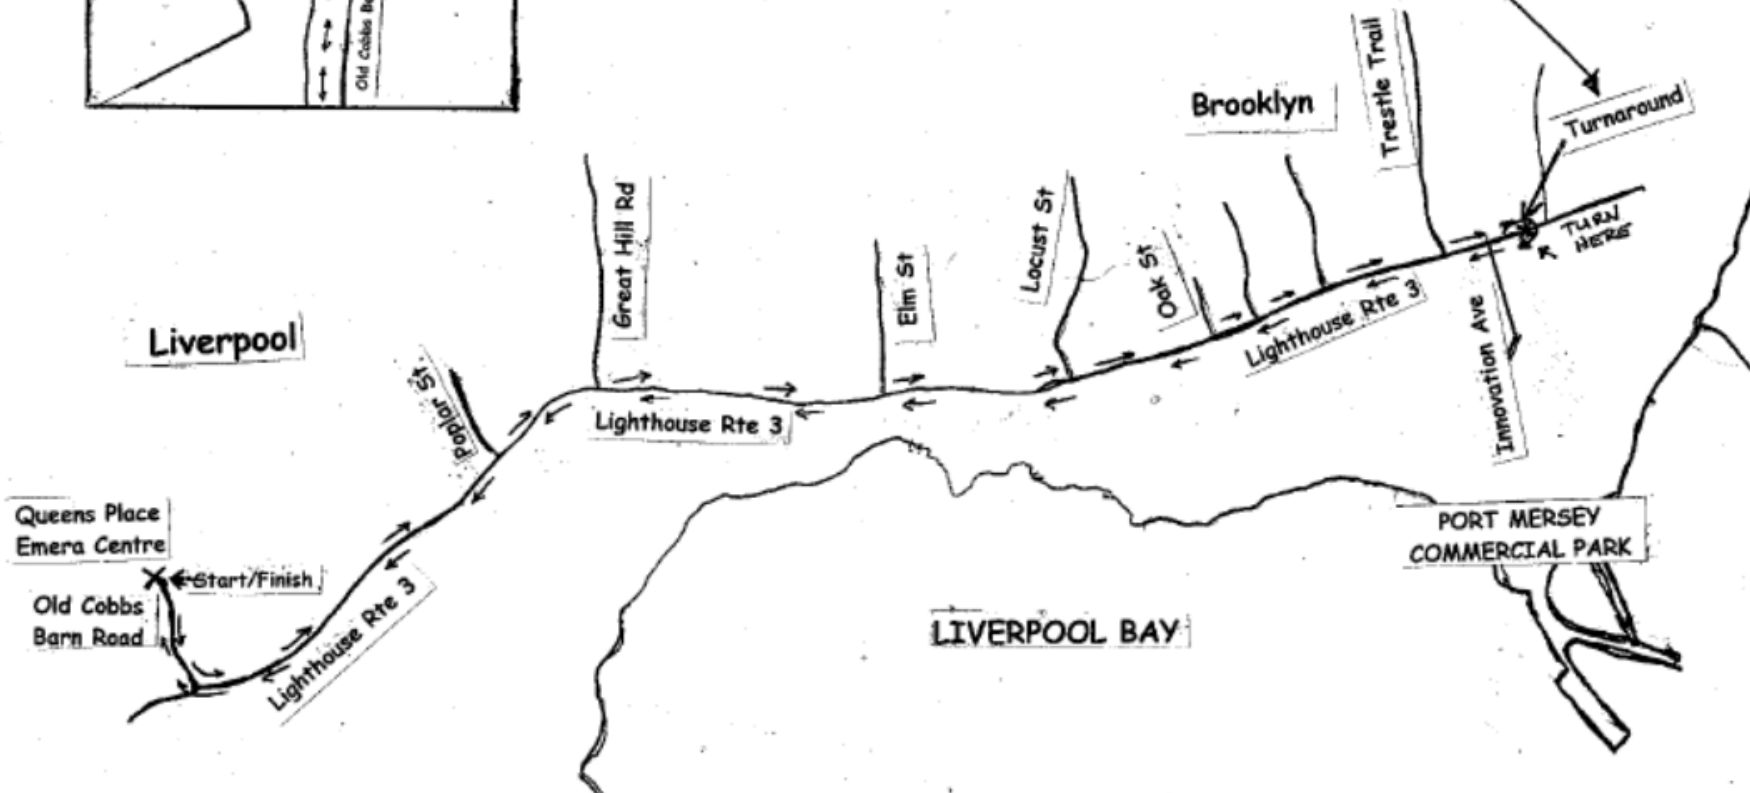 Old Cobbs
Trestle Trail
Brooklyn
Turnaround
TURN
HERE
Great Hill Rd
Locust St
Elm St
Oak St
Lighthouse Rte 3
Innovation Ave
Liverpool
Poplar St.
Lighthouse Rte 3
Queens Place
Emera Centre
Start/Finish
Old Cobbs
Barn Road
Lighthouse Rte 3
PORT MERSEY
COMMERCIAL PARK
LIVERPOOL BAY